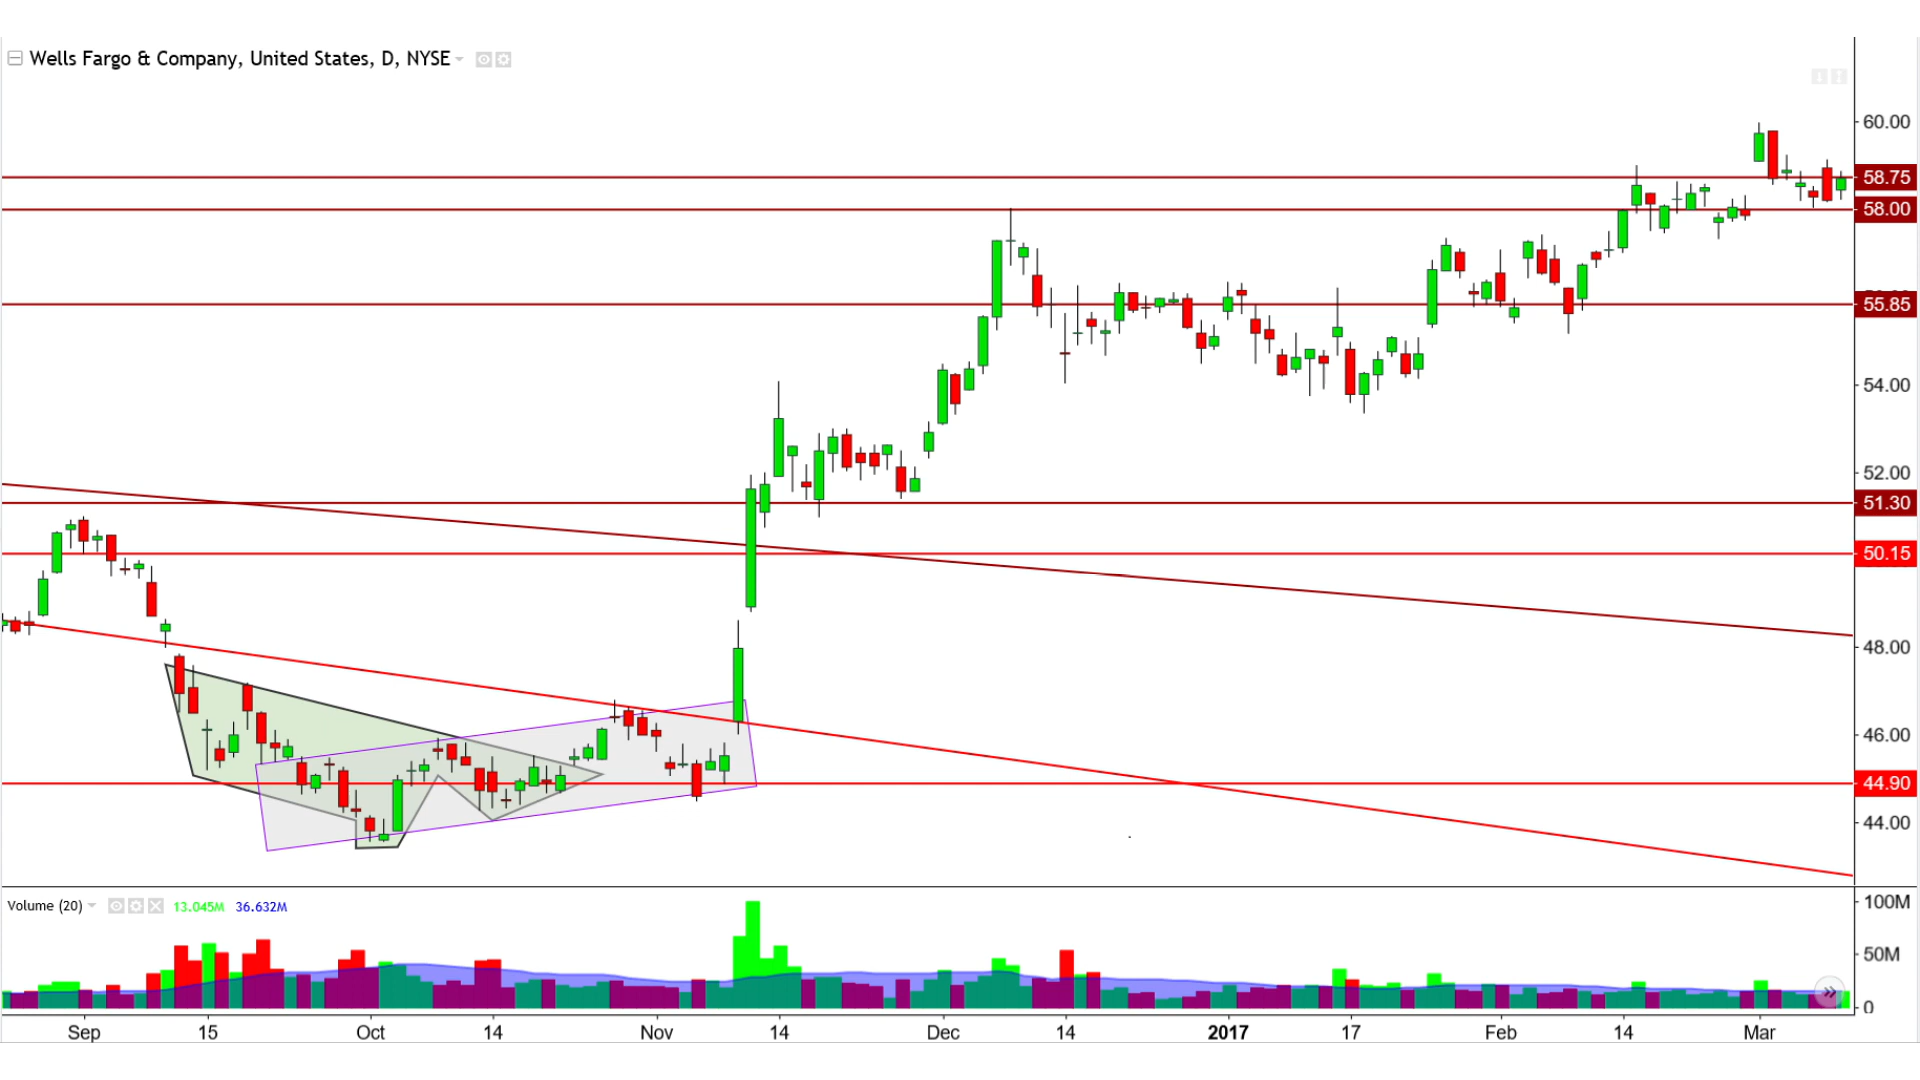 Wells Fargo & Company, United States, D, NYSE
60.00
58.75
58.00
55.85
54.00
52.00
51.30
50.15
48.00
46.00
44.90
44.00
Volume (20) 13.045M 36.632M
100M
50M
0
Sep 15 Oct 14 Nov 14 Dec 14 2017 17 Feb 14 Mar